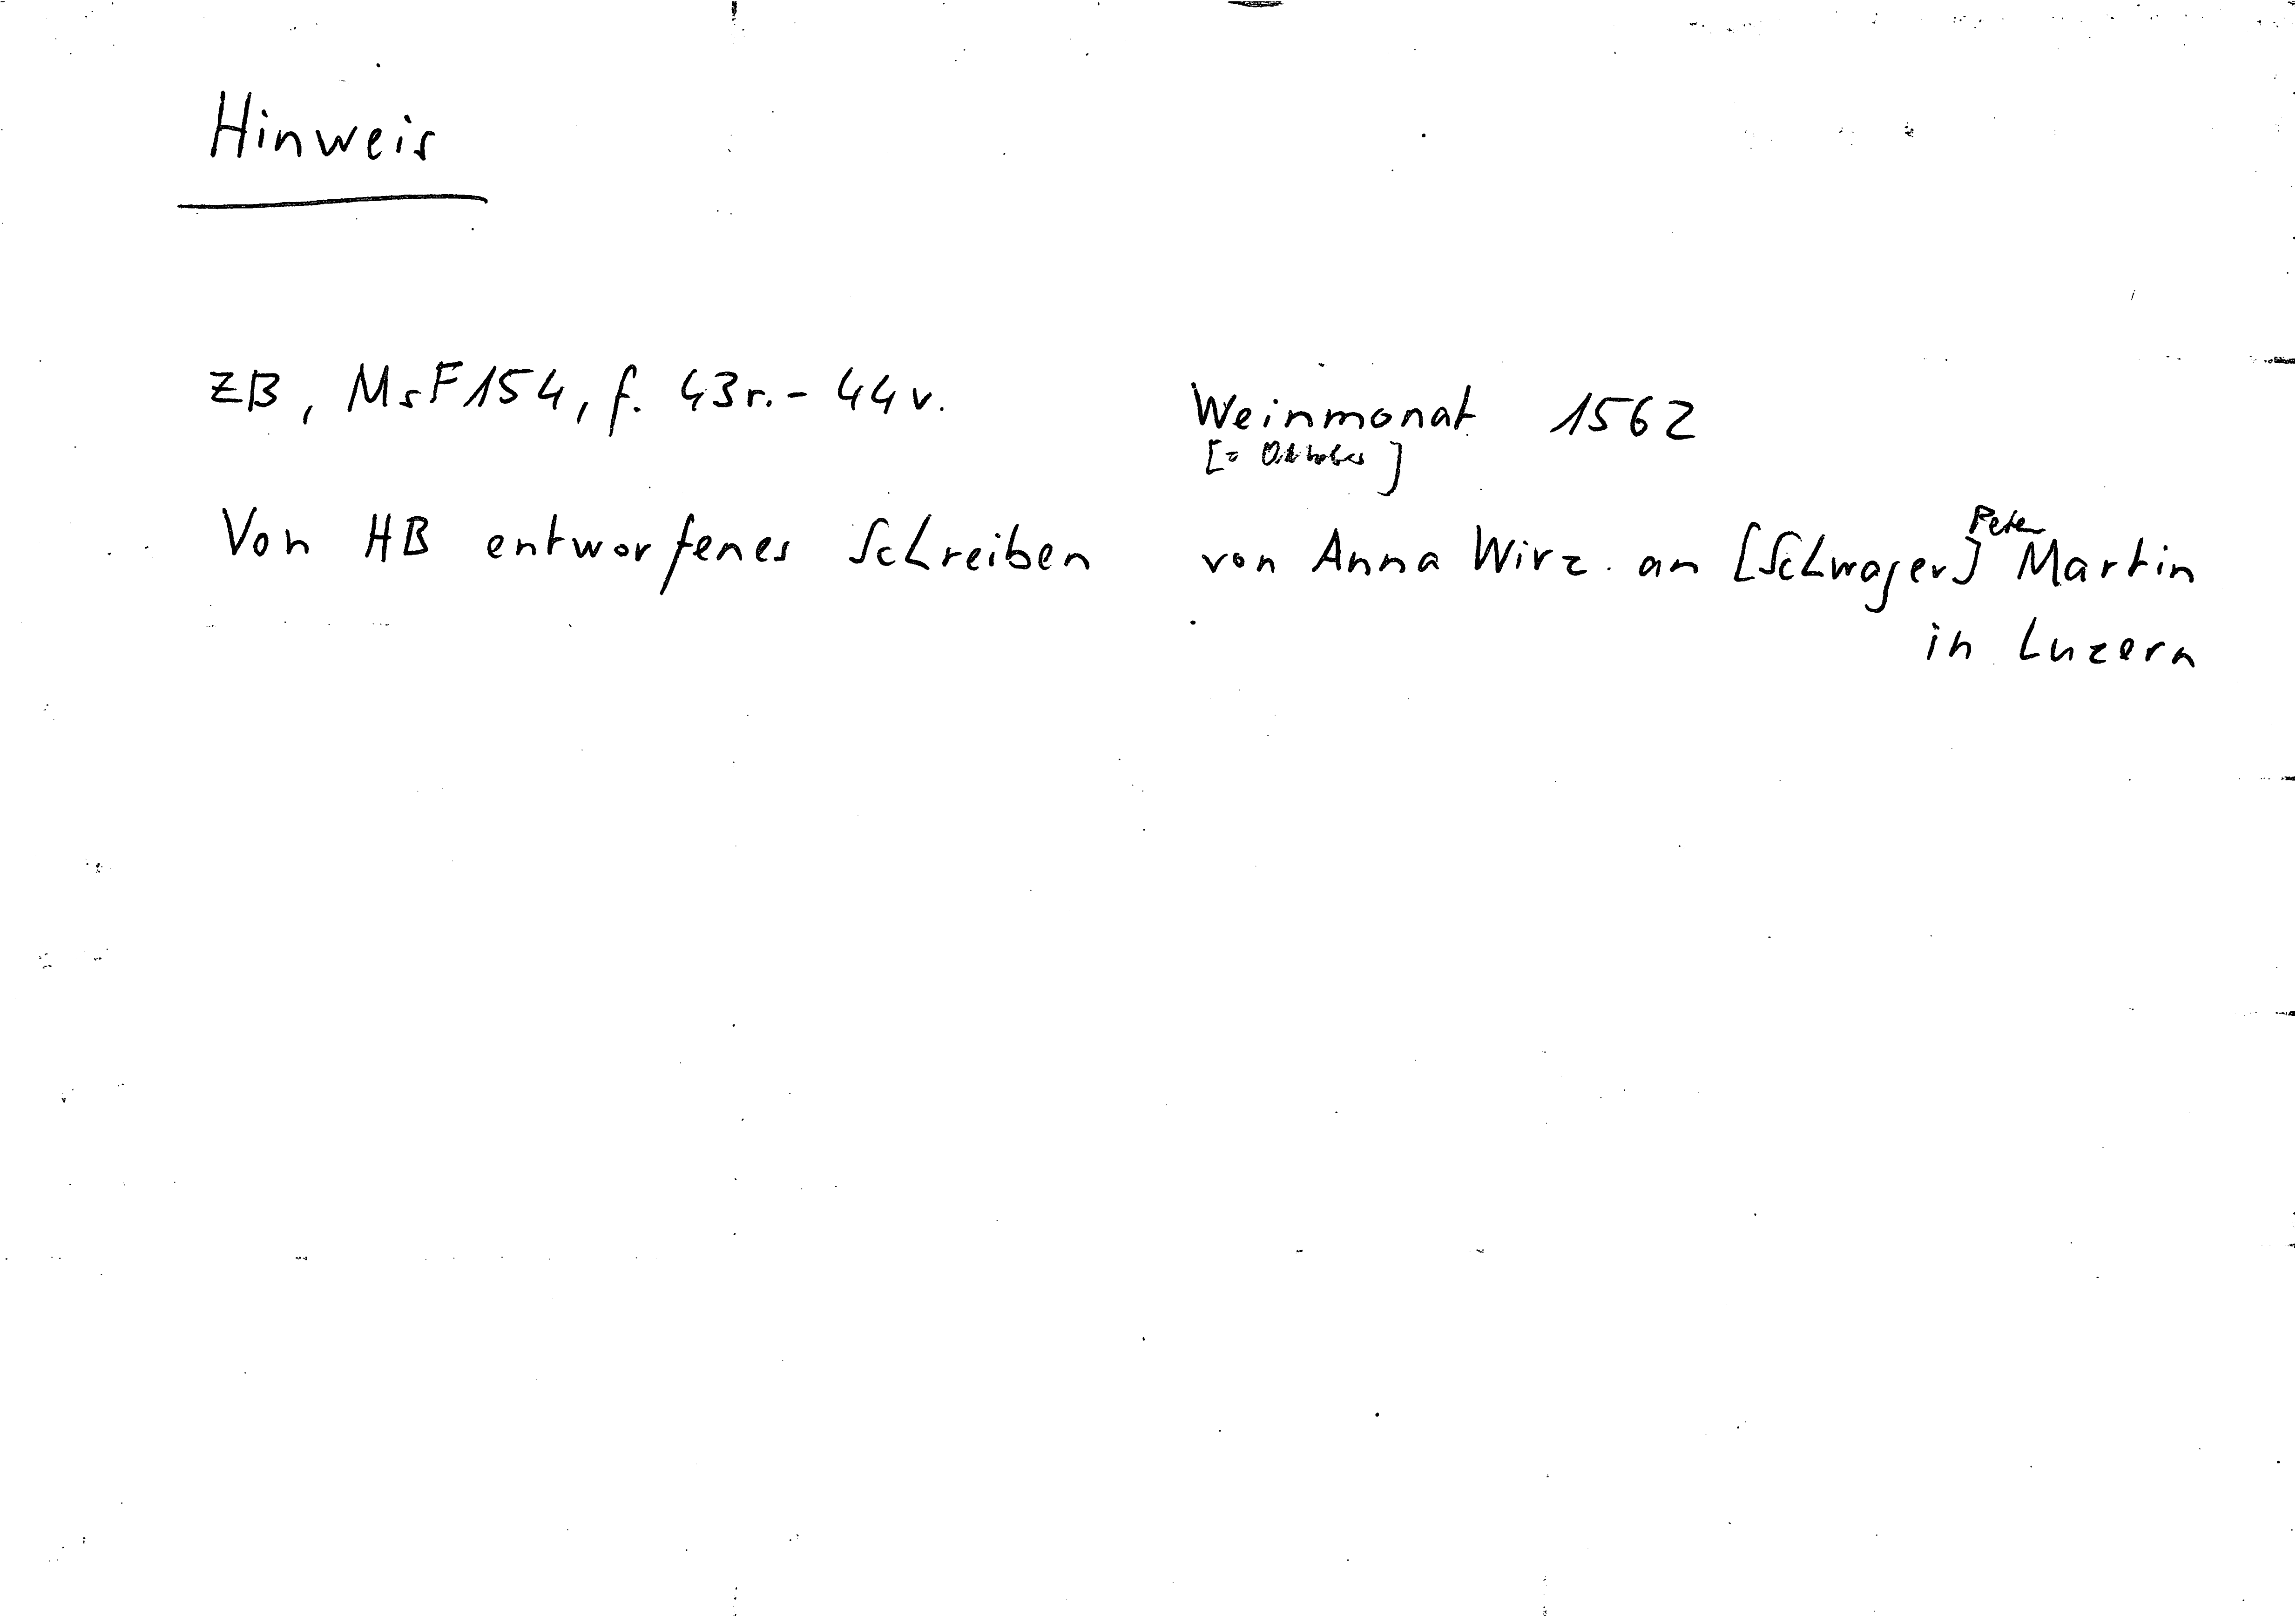 Hinweis
ZB, MsF154, f. 43r.-44v. Weinmonat 1562
[= Oktober]
Von HB entworfenes Schreiben von Anna Wirz an [Schwager] Peter Martin
in Luzern